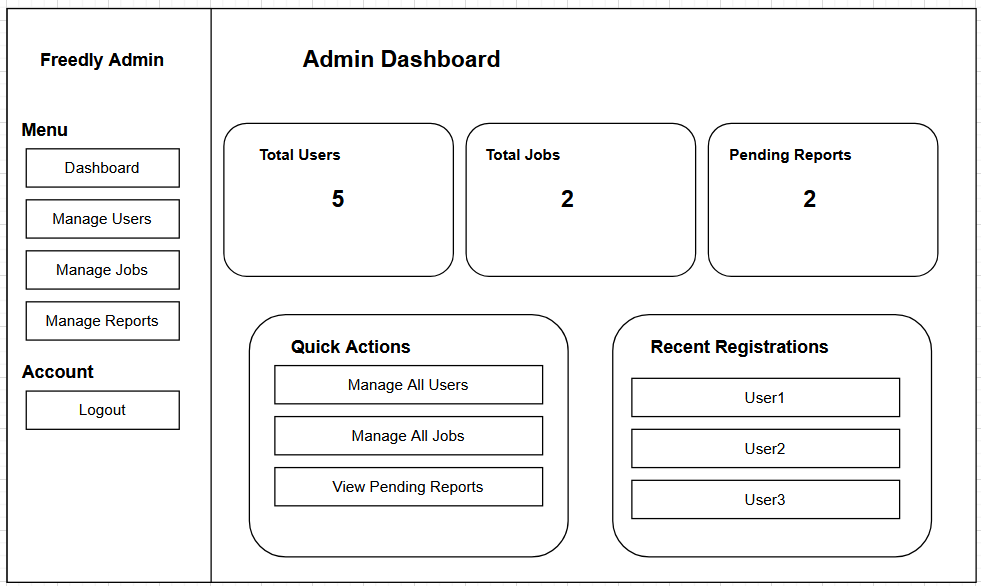 Freedly Admin
Menu
Dashboard
Manage Users
Manage Jobs
Manage Reports
Account
Logout
Admin Dashboard
Total Users
5
Total Jobs
2
Pending Reports
2
Quick Actions
Manage All Users
Manage All Jobs
View Pending Reports
Recent Registrations
User1
User2
User3